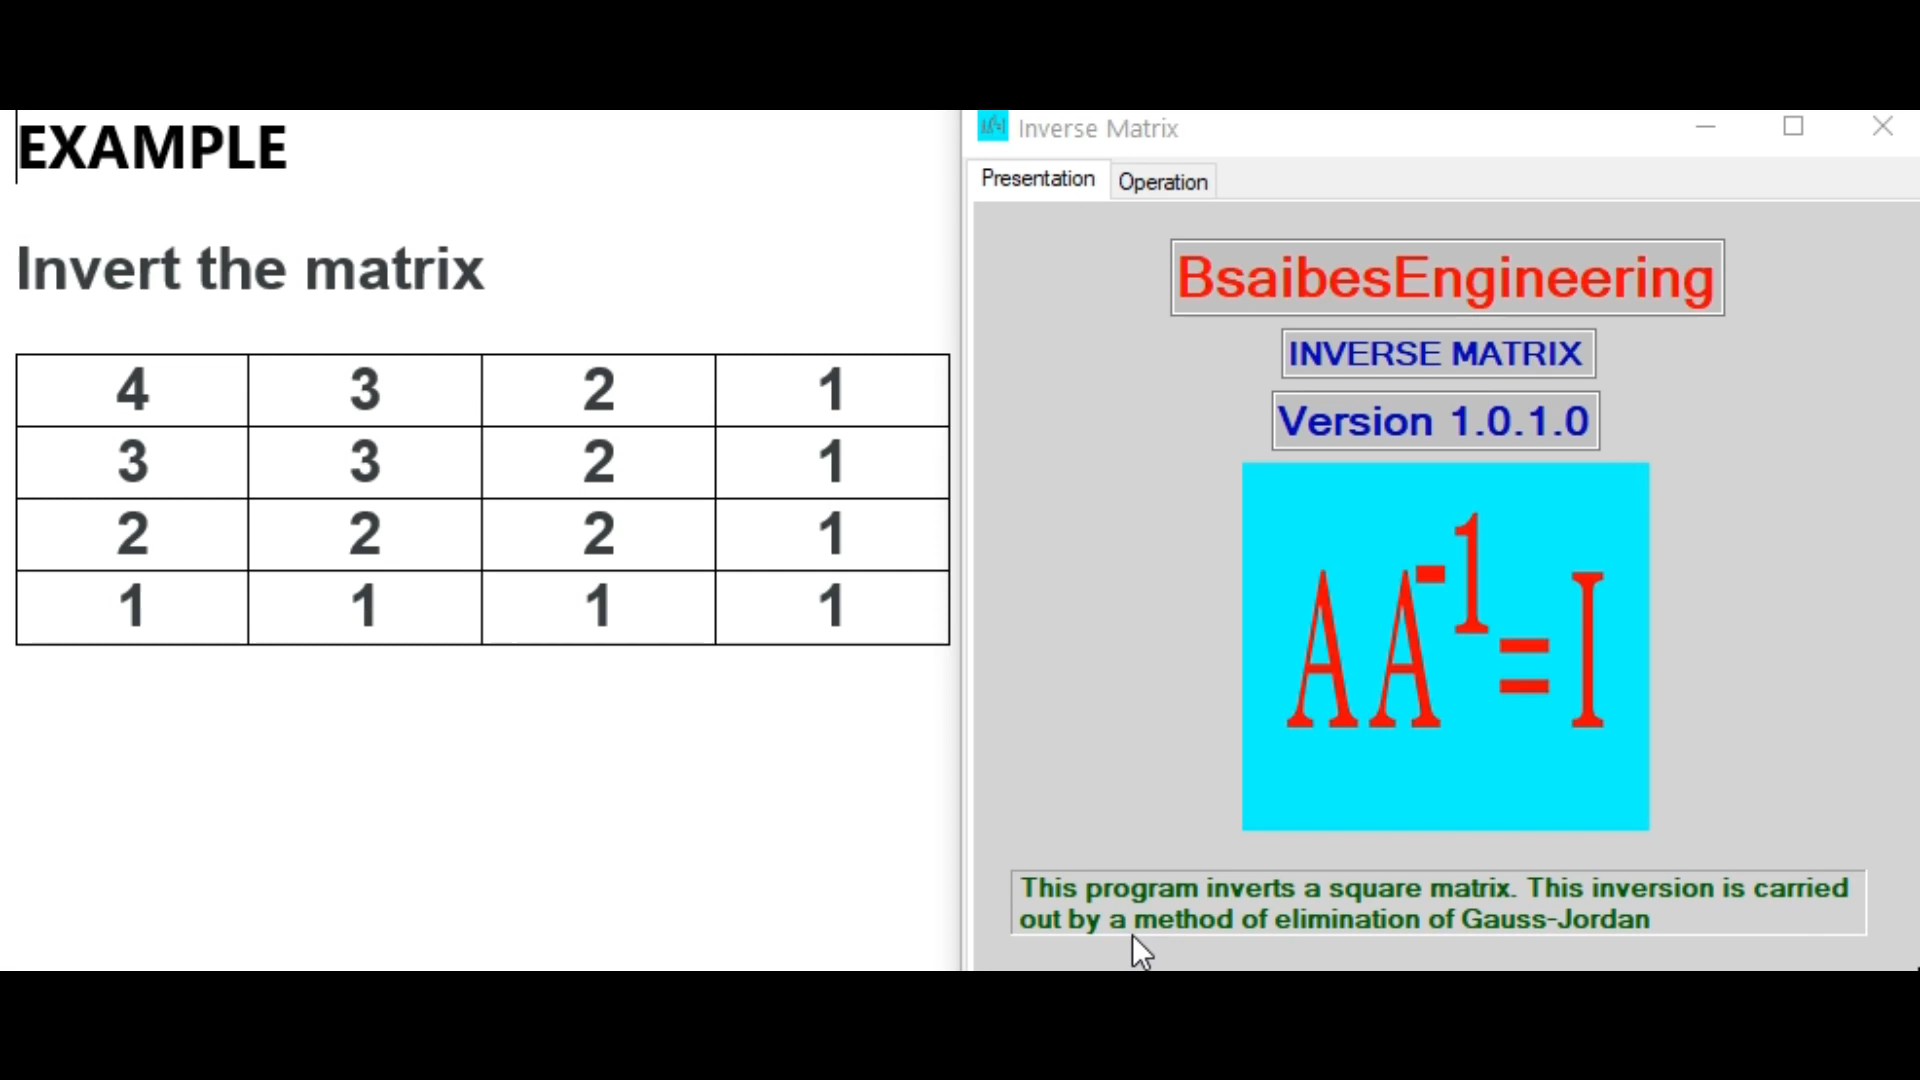 EXAMPLE
Invert the matrix
4 3 2 1
3 3 2 1
2 2 2 1
1 1 1 1
Inverse Matrix
Presentation Operation
BsaibesEngineering
INVERSE MATRIX
Version 1.0.1.0
AA-1=I
This program inverts a square matrix. This inversion is carried
out by a method of elimination of Gauss-Jordan